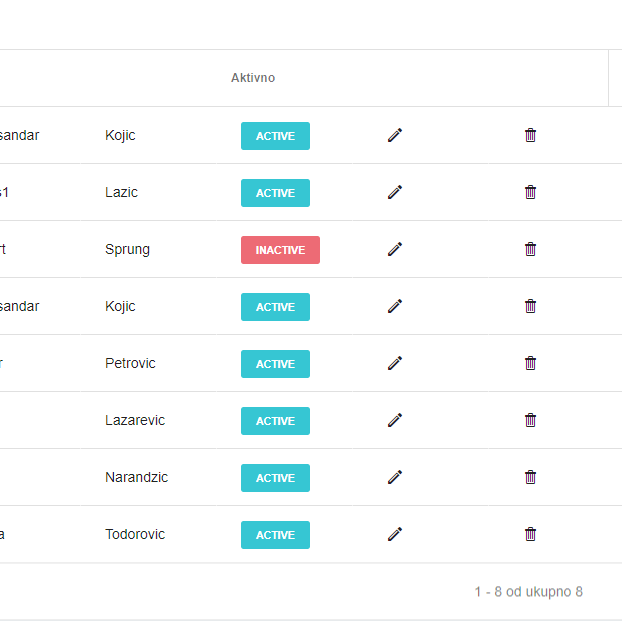 Aktivno
sandar Kojic ACTIVE
s1 Lazic ACTIVE
rt Sprung INACTIVE
sandar Kojic ACTIVE
r Petrovic ACTIVE
Lazarevic ACTIVE
Narandzic ACTIVE
a Todorovic ACTIVE
1 - 8 od ukupno 8